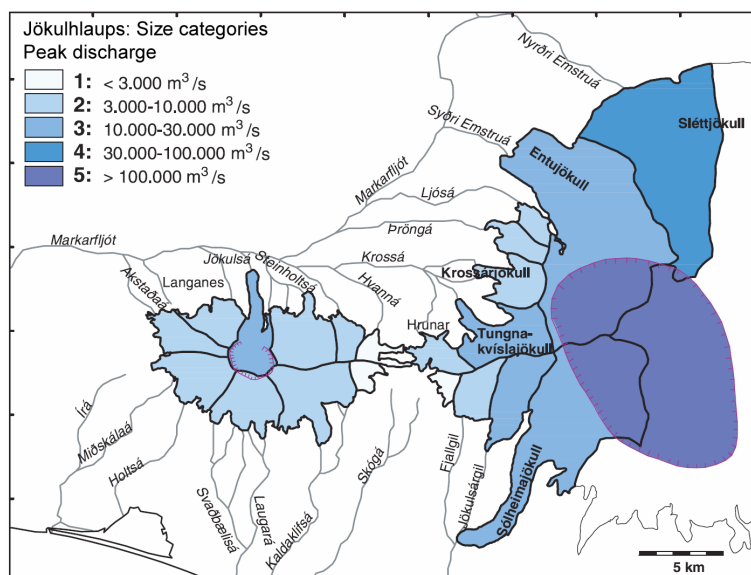 Jökulhlaups: Size categories
Peak discharge
1: < 3.000 m³/s
2: 3.000-10.000 m³/s
3: 10.000-30.000 m³/s
4: 30.000-100.000 m³/s
5: > 100.000 m³/s
Nyrðri Emstruá
Sléttjökull
Syðri Emstruá
Entujökull
Markarfljót
Ljósá
Þröngá
Markarfljót
Jökulsá
Steinholtsá
Krossá
Krossárjökull
Akstaðaá
Langanes
Hvanná
Hrunar
Tungna-
kvíslajökull
Írá
Miðskálaá
Holtsá
Svaðbælisá
Laugará
Kaldaklifsá
Skógá
Fjallgil
Jökulsárgil
Sólheimajökull
5 km